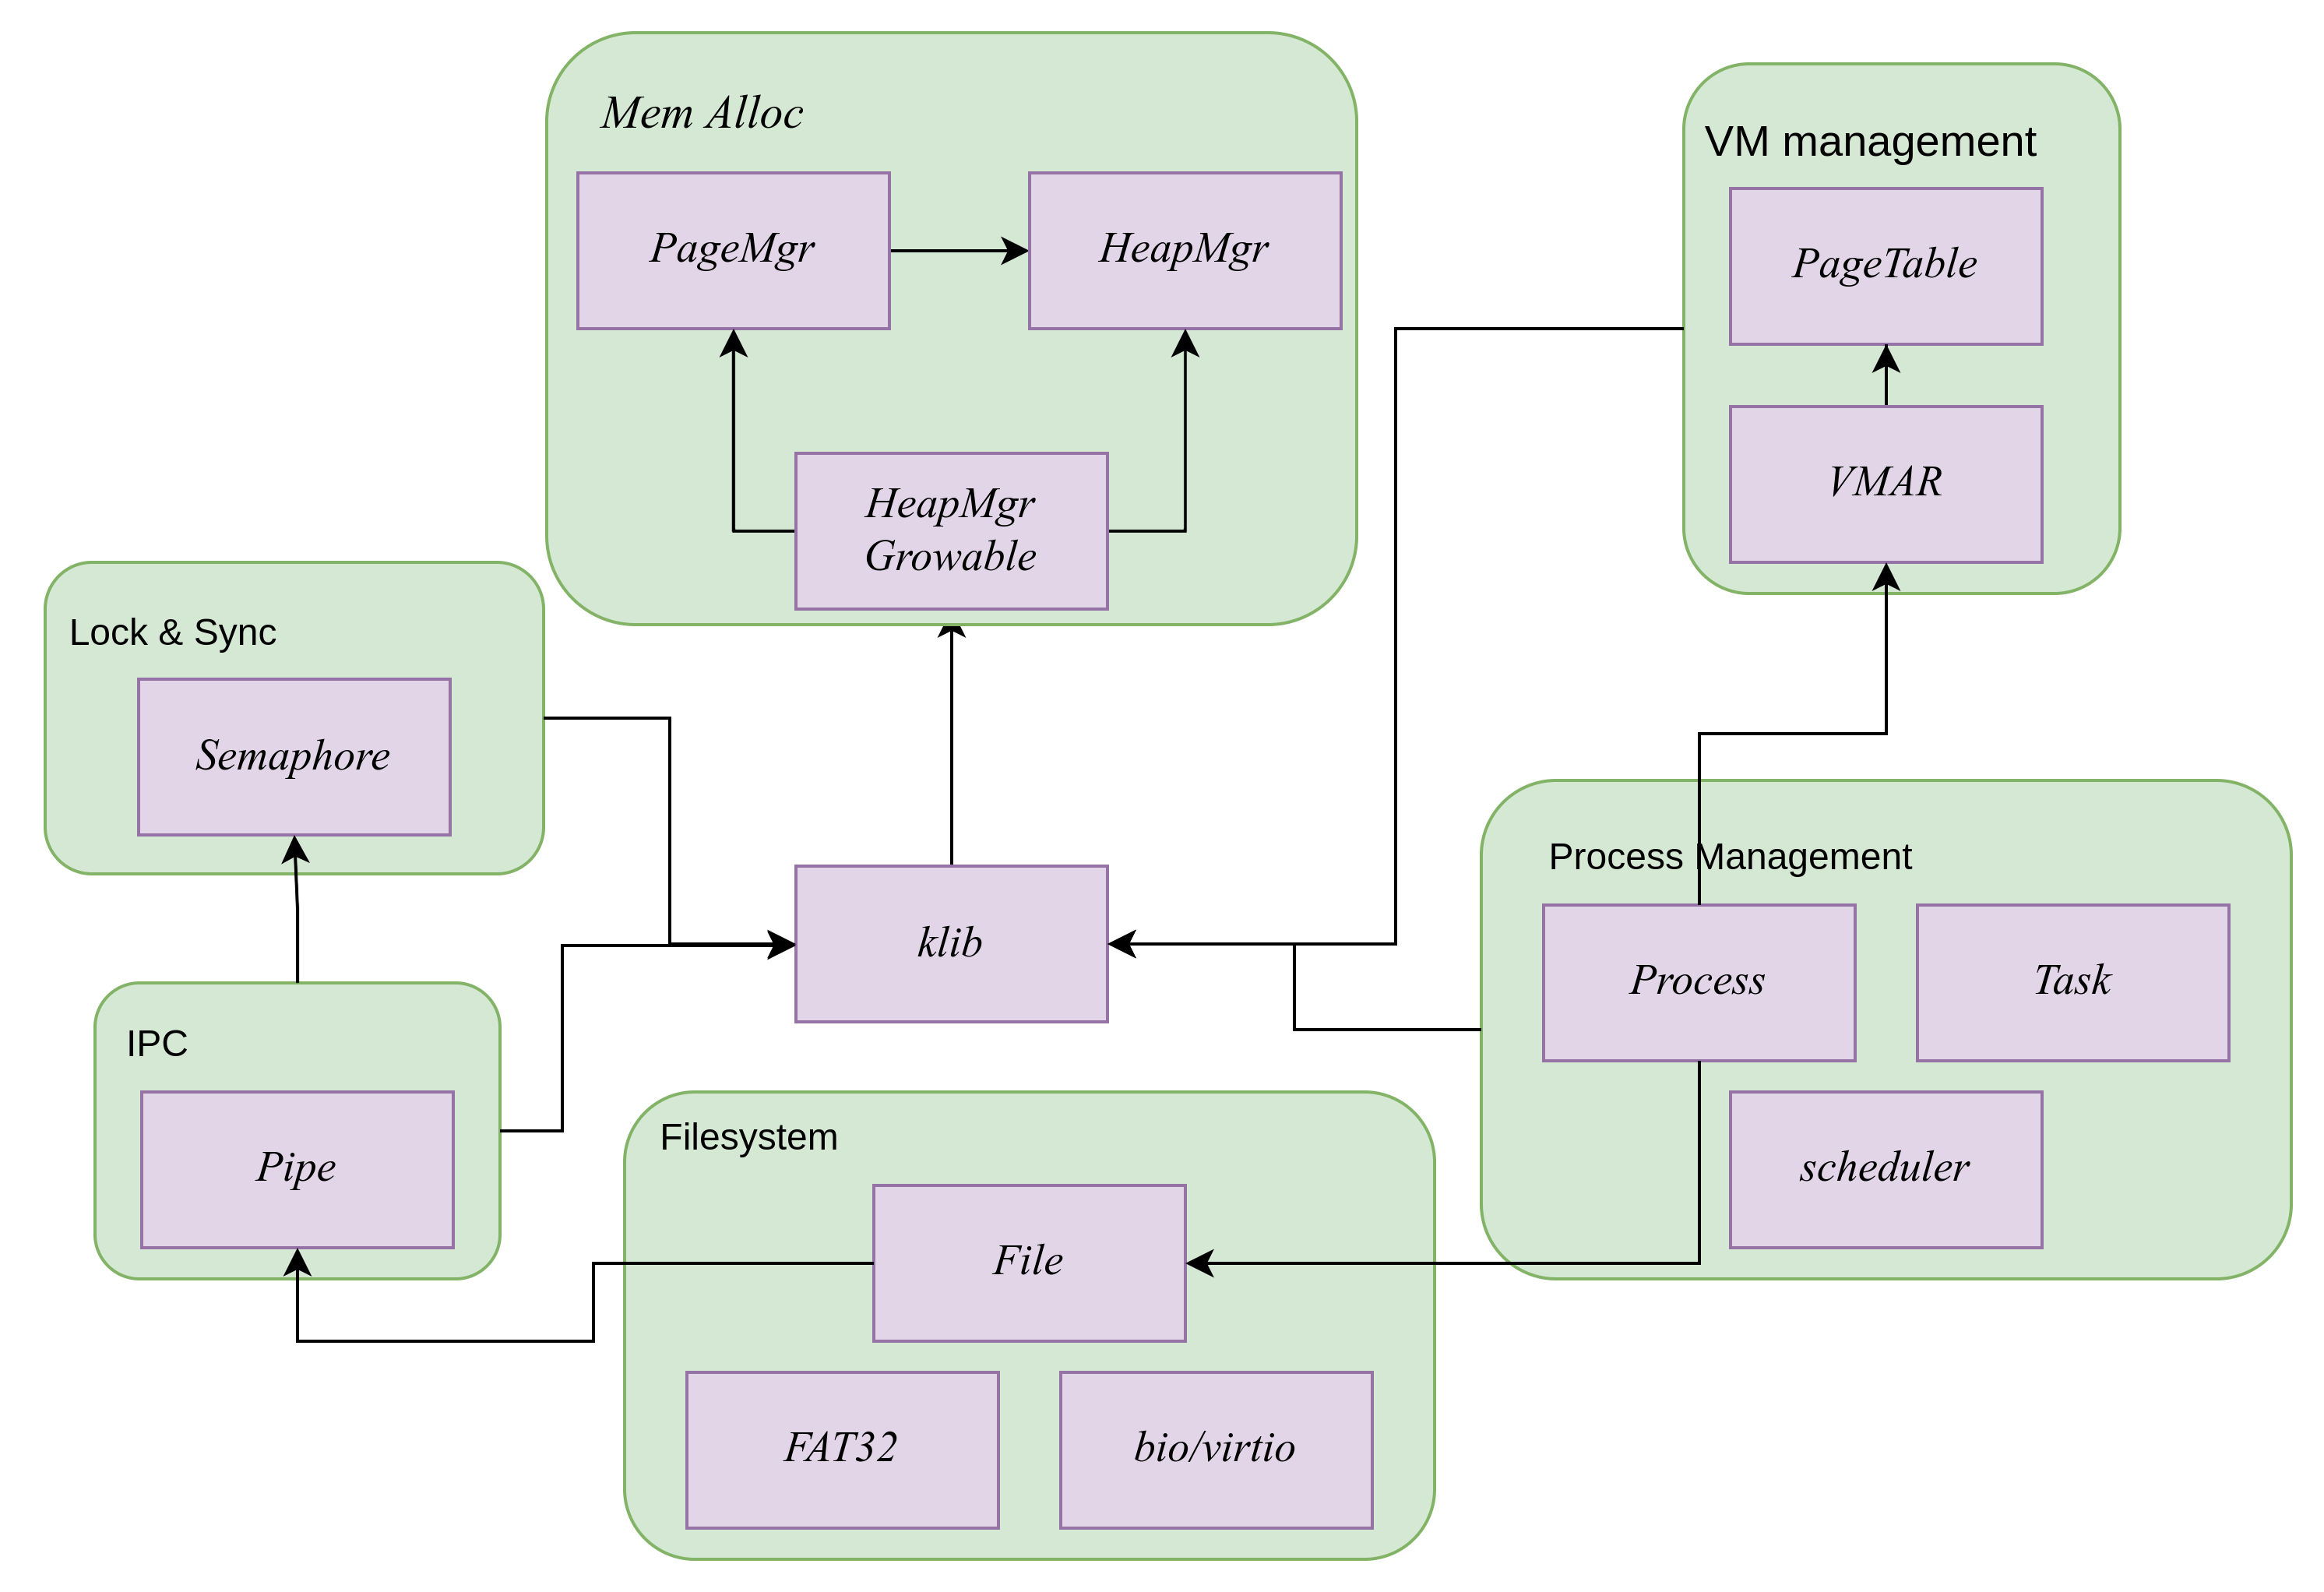 Mem Alloc
PageMgr
HeapMgr
HeapMgr
Growable
VM management
PageTable
VMAR
Lock & Sync
Semaphore
klib
Process Management
Process
Task
scheduler
IPC
Pipe
Filesystem
File
FAT32
bio/virtio